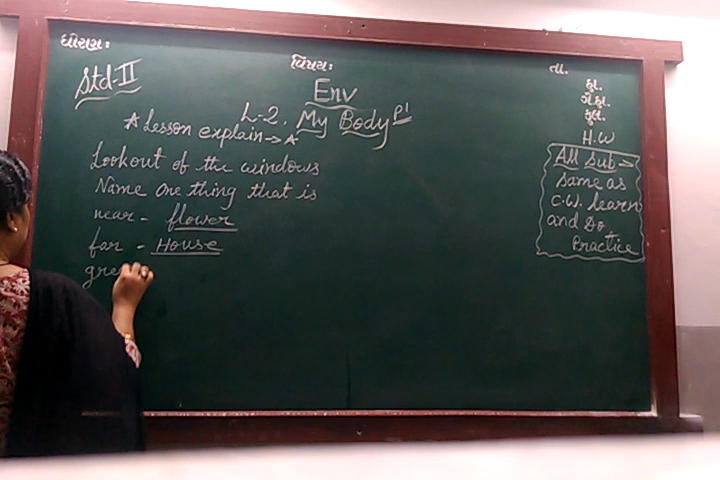 ધોરણ:
વિષય:
તા.
Std-II
Env
L-2. My Body P1
* Lesson explain→*
Lookout of the windows
Name One thing that is
near - flower
far - House
gre
કા.
ગે.કા.
કુલ.
H.W
All Sub→
Same as
C.W. learn
and Do
Practice